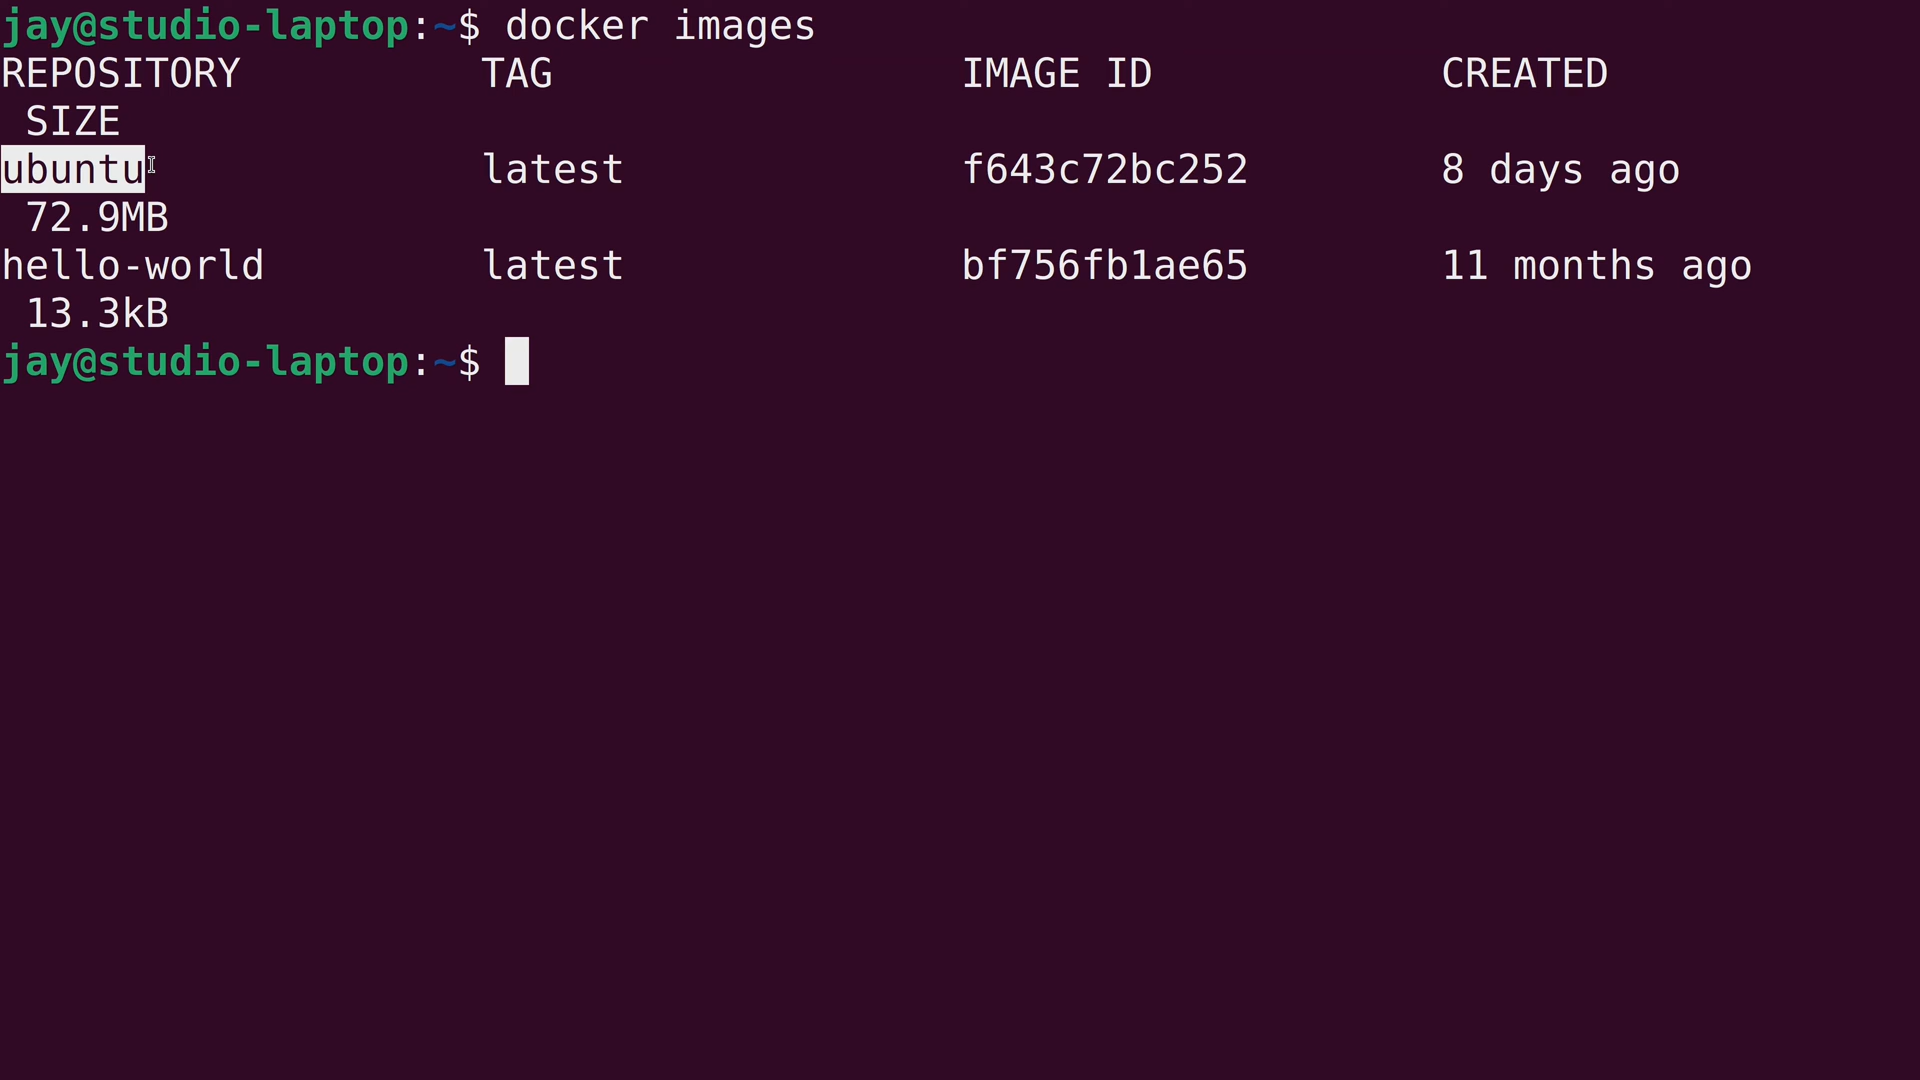 jay@studio-laptop:~$ docker images
REPOSITORY TAG IMAGE ID CREATED
SIZE
ubuntu latest f643c72bc252 8 days ago
72.9MB
hello-world latest bf756fb1ae65 11 months ago
13.3kB
jay@studio-laptop:~$